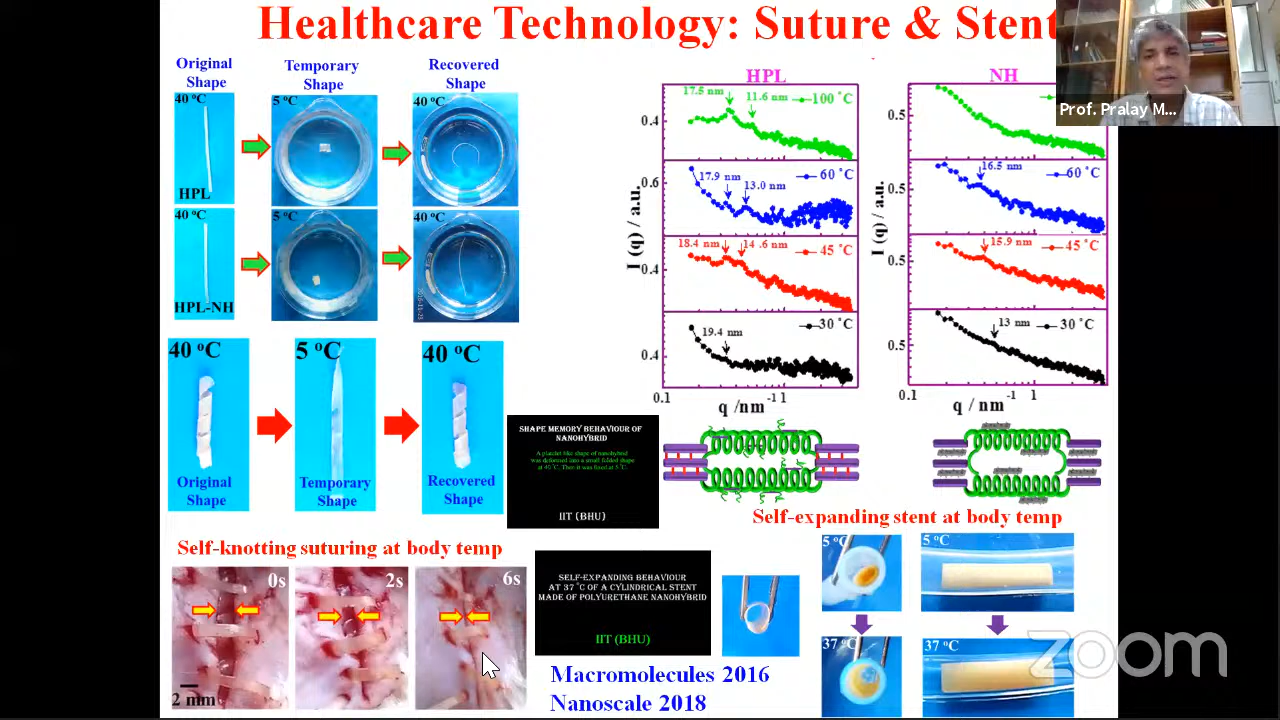 Healthcare Technology: Suture & Stent
Prof. Pralay M...
Original
Shape
Temporary
Shape
Recovered
Shape
40 °C
5 °C
40 °C
HPL
40 °C
5 °C
40 °C
HPL-NH
40 °C
5 °C
40 °C
Original
Shape
Temporary
Shape
Recovered
Shape
HPL
17.5 nm
11.6 nm
100 °C
0.4
17.9 nm
13.0 nm
60 °C
0.6
18.4 nm
14.6 nm
45 °C
0.4
19.4 nm
30 °C
0.4
I (q) / a.u.
0.1
1
q /nm-1
NH
0.5
16.5 nm
60 °C
0.5
15.9 nm
45 °C
0.5
13 nm
30 °C
0.5
I (q) / a.u.
0.1
1
q / nm-1
SHAPE MEMORY BEHAVIOUR OF
NANOHYBRID
A platelet like shape of nanohybrid
was deformed into a small folded shape
at 40 °C. Then it was fixed at 5 °C.
IIT (BHU)
Self-knotting suturing at body temp
0s
2s
6s
2 mm
SELF-EXPANDING BEHAVIOUR
AT 37 °C OF A CYLINDRICAL STENT
MADE OF POLYURETHANE NANOHYBRID
IIT (BHU)
Macromolecules 2016
Nanoscale 2018
Self-expanding stent at body temp
5 °C
5 °C
37 °C
37 °C
zoom